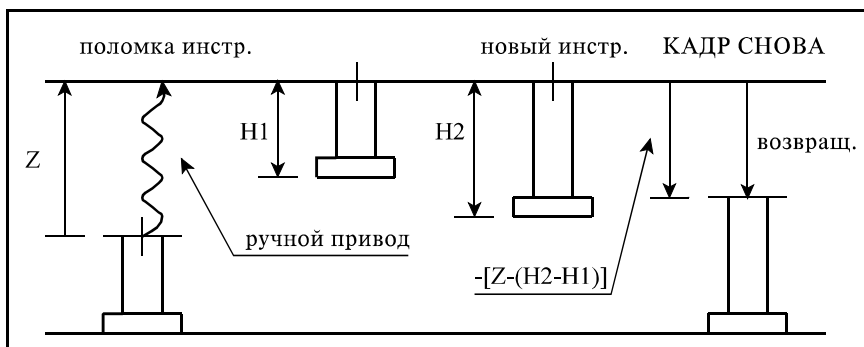 поломка инстр.
новый инстр.
КАДР СНОВА
Z
H1
H2
возвращ.
ручной привод
-[Z-(H2-H1)]